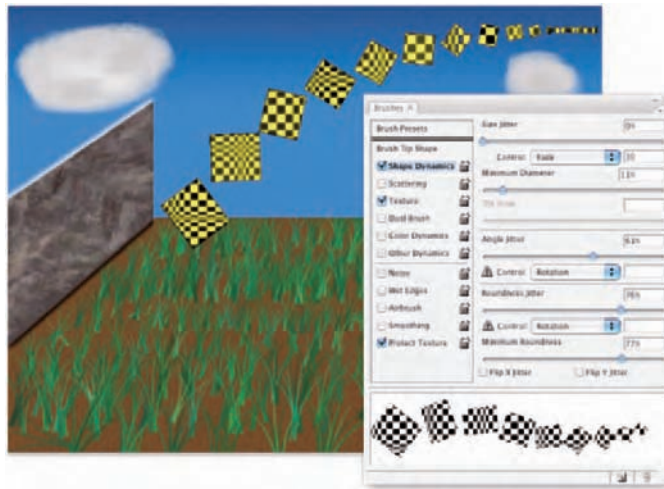 Brushes ×
Brush Presets
Brush Tip Shape
Shape Dynamics
Scattering
Texture
Dual Brush
Color Dynamics
Other Dynamics
Noise
Wet Edges
Airbrush
Smoothing
Protect Texture
Size Jitter
Control: Fade
Minimum Diameter
Angle Jitter
Control: Rotation
Roundness Jitter
Control: Rotation
Minimum Roundness
Flip X Jitter Flip Y Jitter